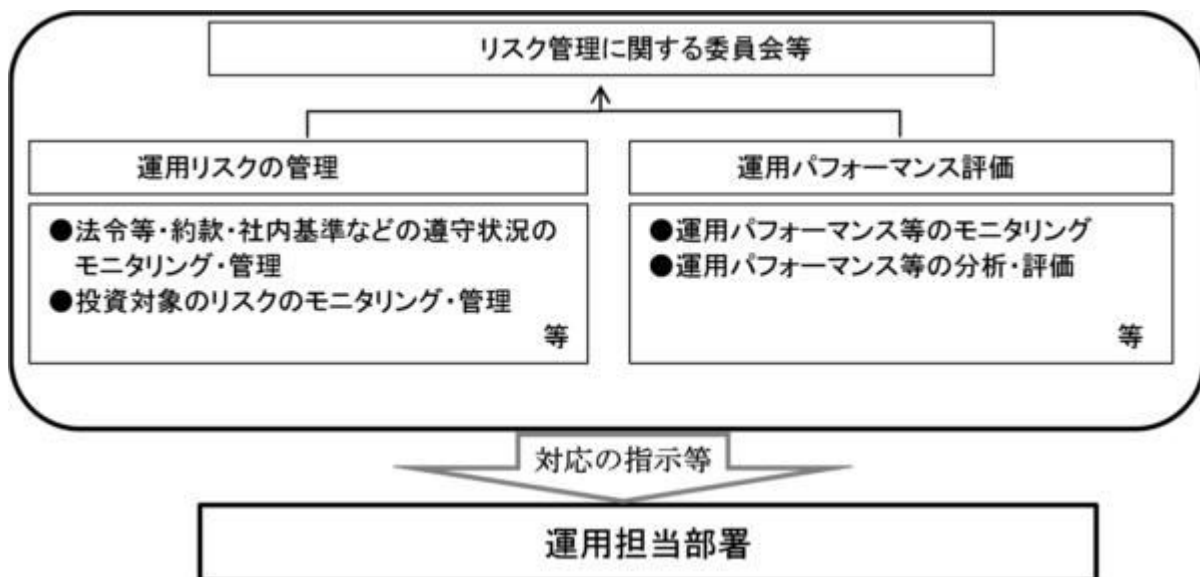 リスク管理に関する委員会等
運用リスクの管理
●法令等・約款・社内基準などの遵守状況の
モニタリング・管理
●投資対象のリスクのモニタリング・管理
等
運用パフォーマンス評価
●運用パフォーマンス等のモニタリング
●運用パフォーマンス等の分析・評価
等
対応の指示等
運用担当部署